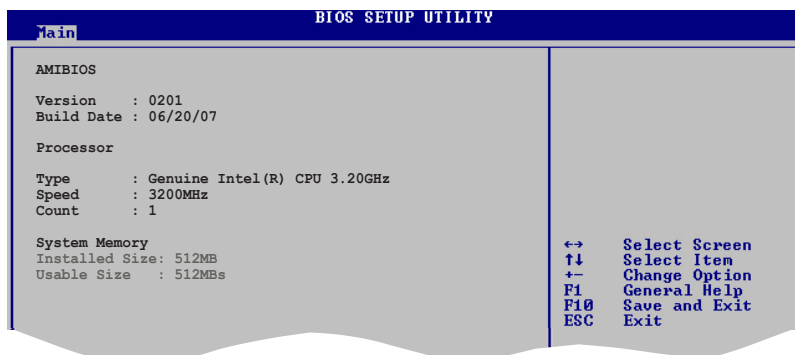 BIOS SETUP UTILITY
Main
AMIBIOS
Version : 0201
Build Date : 06/20/07
Processor
Type : Genuine Intel(R) CPU 3.20GHz
Speed : 3200MHz
Count : 1
System Memory
Installed Size: 512MB
Usable Size : 512MBs
←→ Select Screen
↑↓ Select Item
+- Change Option
F1 General Help
F10 Save and Exit
ESC Exit